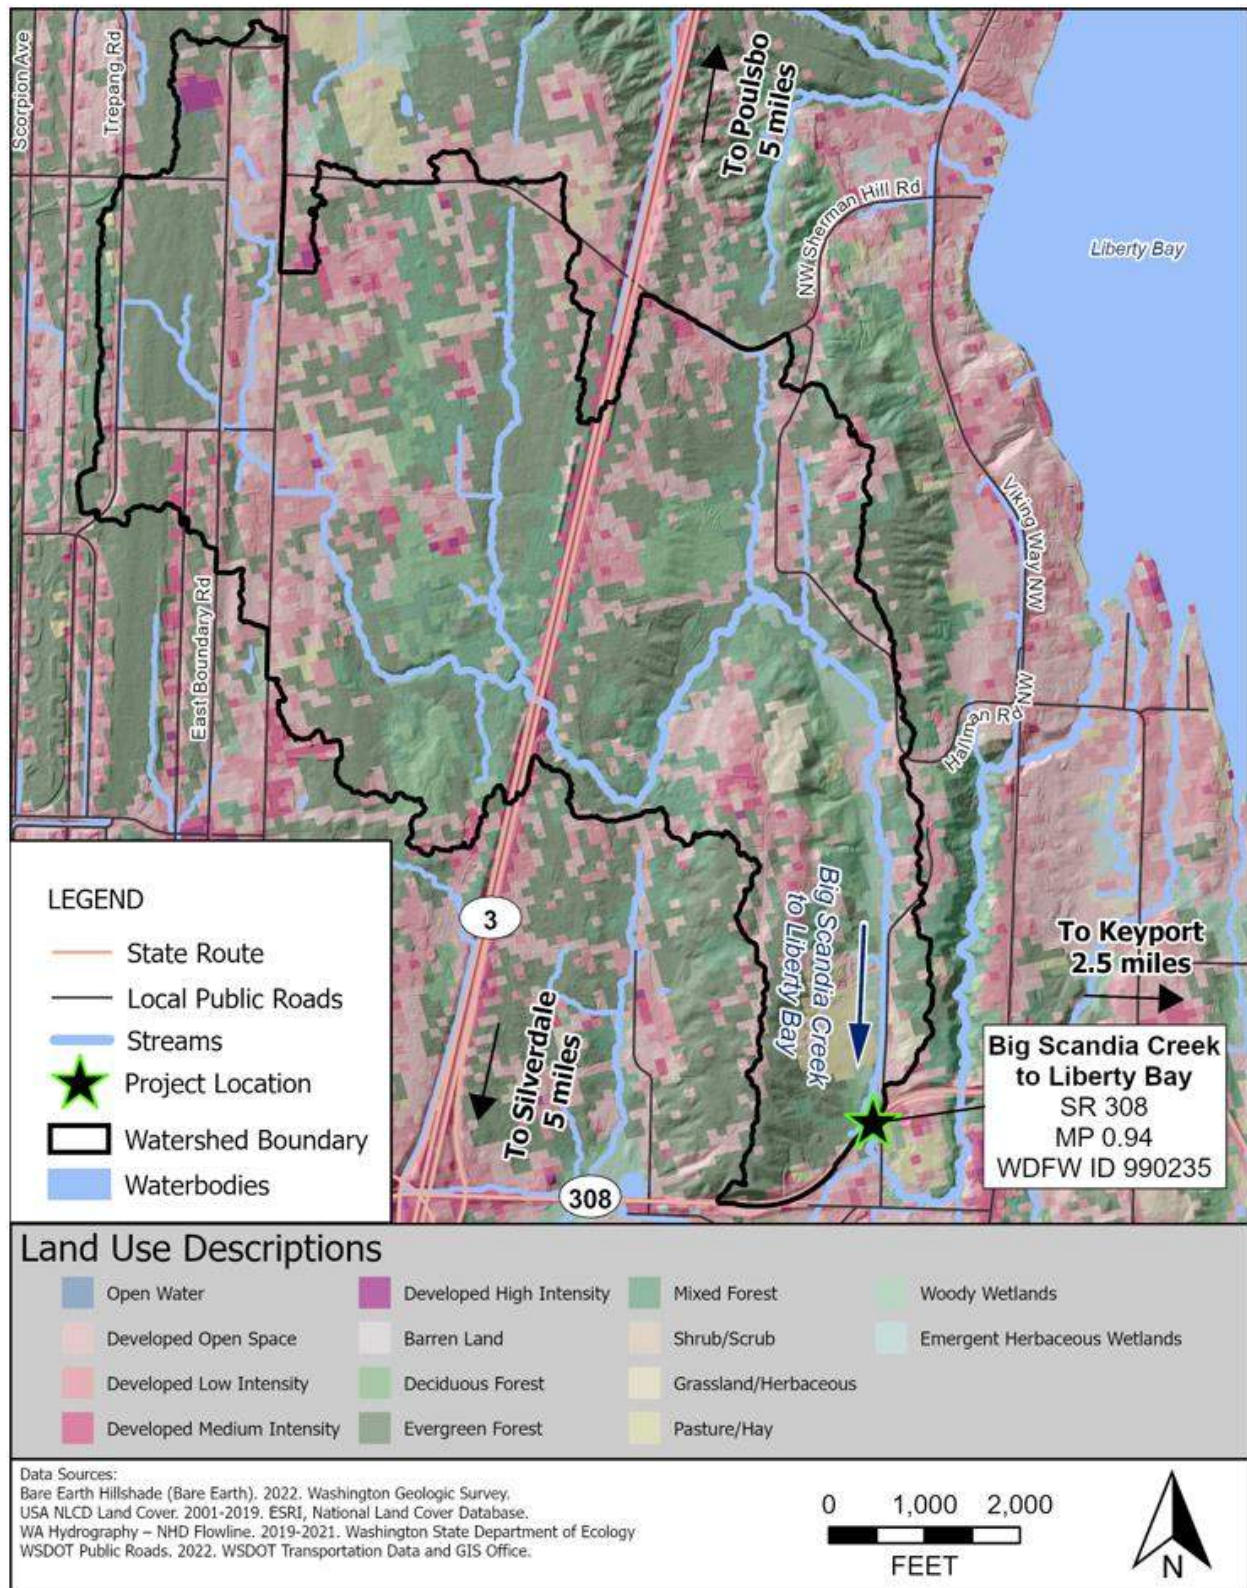 Scorpion Ave
Trepang Rd
To Poulsbo
5 miles
NW Sherman Hill Rd
Liberty Bay
Viking Way NW
East Boundary Rd
NW
Hallman Rd
Big Scandia Creek
to Liberty Bay
3
To Keyport
2.5 miles
To Silverdale
5 miles
308
Big Scandia Creek
to Liberty Bay
SR 308
MP 0.94
WDFW ID 990235
LEGEND
State Route
Local Public Roads
Streams
Project Location
Watershed Boundary
Waterbodies
Land Use Descriptions
Open Water
Developed Open Space
Developed Low Intensity
Developed Medium Intensity
Developed High Intensity
Barren Land
Deciduous Forest
Evergreen Forest
Mixed Forest
Shrub/Scrub
Grassland/Herbaceous
Pasture/Hay
Woody Wetlands
Emergent Herbaceous Wetlands
Data Sources:
Bare Earth Hillshade (Bare Earth). 2022. Washington Geologic Survey.
USA NLCD Land Cover. 2001-2019. ESRI, National Land Cover Database.
WA Hydrography – NHD Flowline. 2019-2021. Washington State Department of Ecology
WSDOT Public Roads. 2022. WSDOT Transportation Data and GIS Office.
0 1,000 2,000
FEET
N